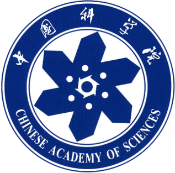 中国科学院
CHINESE ACADEMY OF SCIENCES